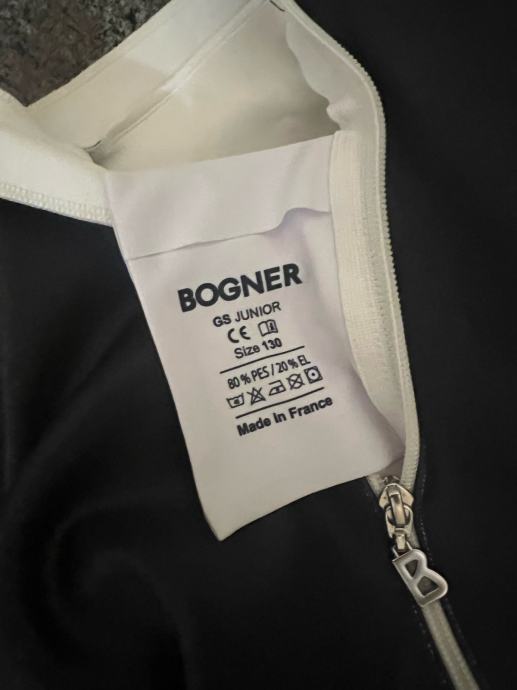 BOGNER
GS JUNIOR
CE
Size 130
80 % PES / 20 % EL
Made in France
B